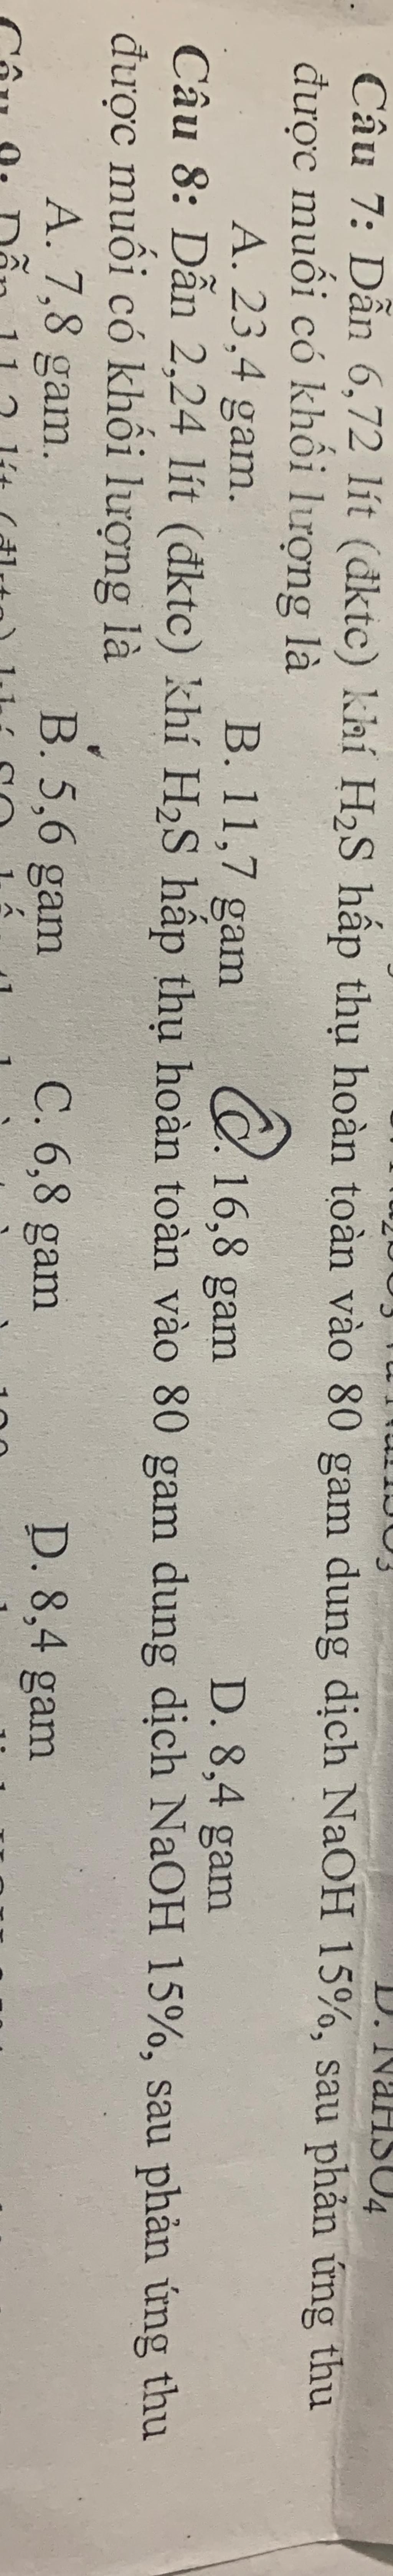 D. NaHSO₄
Câu 7: Dẫn 6,72 lít (đktc) khí H₂S hấp thụ hoàn toàn vào 80 gam dung dịch NaOH 15%, sau phản ứng thu
được muối có khối lượng là
A. 23,4 gam. B. 11,7 gam C. 16,8 gam D. 8,4 gam
Câu 8: Dẫn 2,24 lít (đktc) khí H₂S hấp thụ hoàn toàn vào 80 gam dung dịch NaOH 15%, sau phản ứng thu
được muối có khối lượng là
A. 7,8 gam. B. 5,6 gam C. 6,8 gam D. 8,4 gam
Câu 9: Dẫn